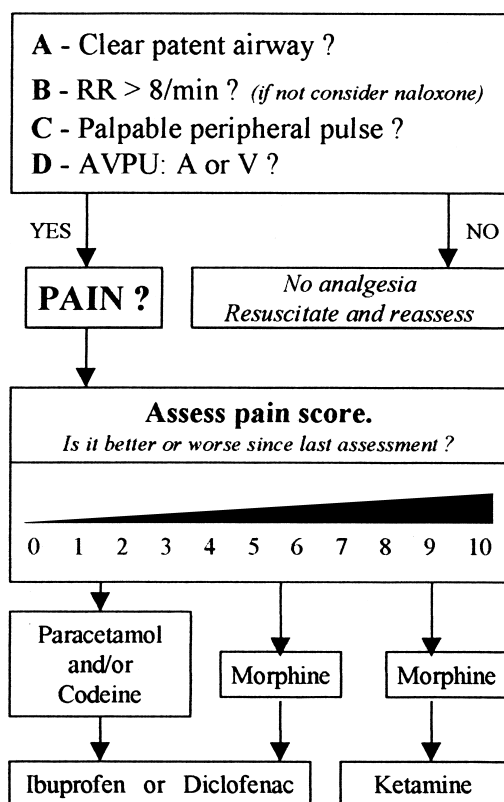 A - Clear patent airway ?
B - RR > 8/min ? (if not consider naloxone)
C - Palpable peripheral pulse ?
D - AVPU: A or V ?
YES
NO
PAIN ?
No analgesia
Resuscitate and reassess
Assess pain score.
Is it better or worse since last assessment ?
0 1 2 3 4 5 6 7 8 9 10
Paracetamol
and/or
Codeine
Morphine
Morphine
Ibuprofen or Diclofenac
Ketamine